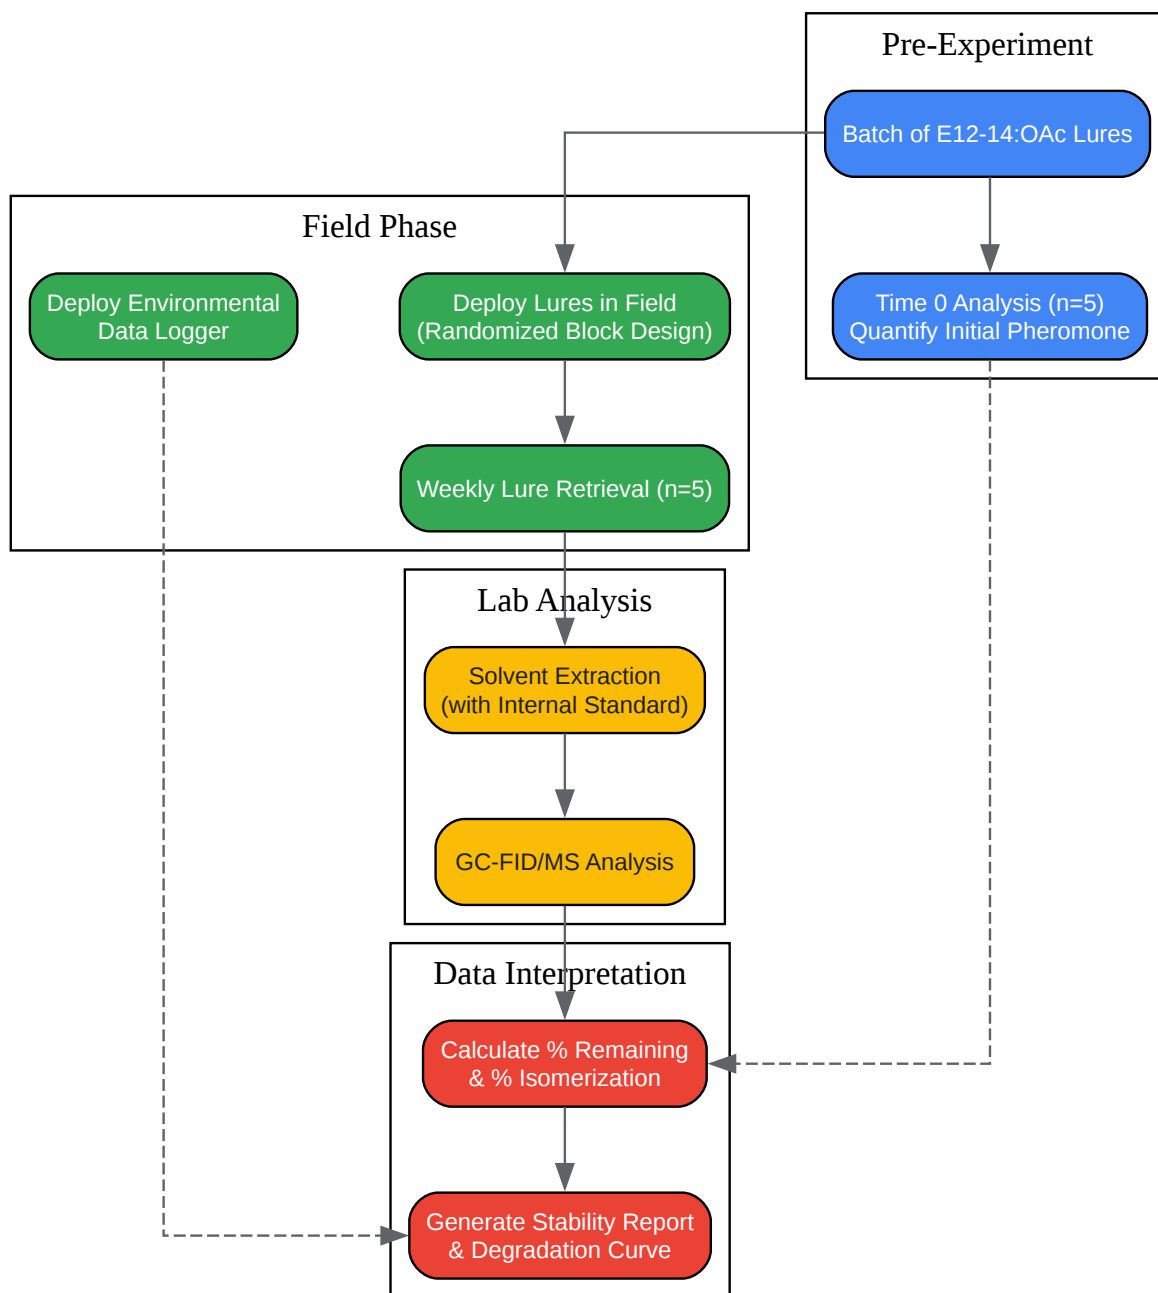 Pre-Experiment
Batch of E12-14:OAc Lures
Time 0 Analysis (n=5)
Quantify Initial Pheromone
Field Phase
Deploy Environmental
Data Logger
Deploy Lures in Field
(Randomized Block Design)
Weekly Lure Retrieval (n=5)
Lab Analysis
Solvent Extraction
(with Internal Standard)
GC-FID/MS Analysis
Data Interpretation
Calculate % Remaining
& % Isomerization
Generate Stability Report
& Degradation Curve